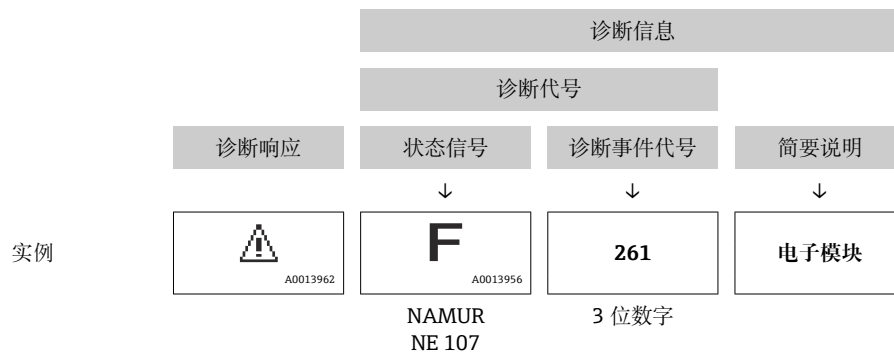 诊断信息
诊断代号
诊断响应 状态信号 诊断事件代号 简要说明
↓ ↓ ↓
实例 F 261 电子模块
A0013962 A0013956
NAMUR 3 位数字
NE 107